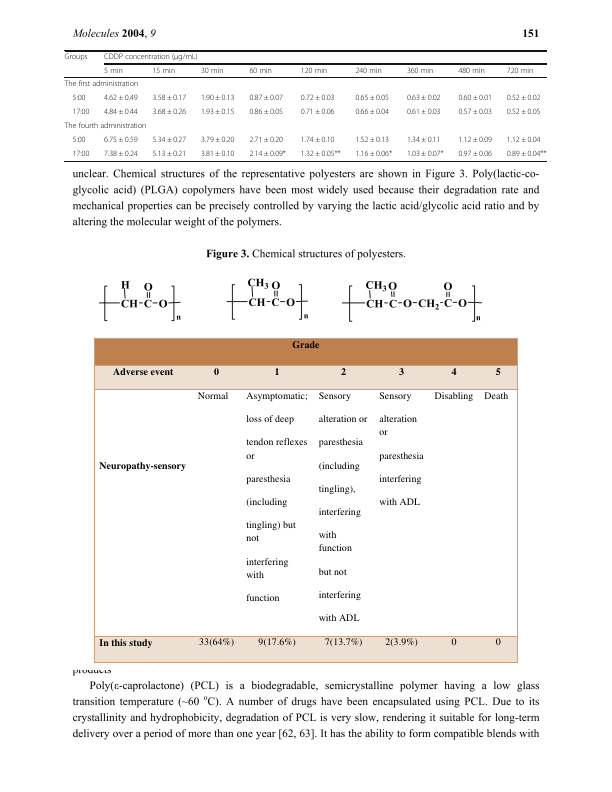 Molecules 2004, 9 151
Groups CDDP concentration (μg/mL)
5 min 15 min 30 min 60 min 120 min 240 min 360 min 480 min 720 min
The first administration
5:00 4.62 ± 0.49 3.58 ± 0.17 1.90 ± 0.13 0.87 ± 0.07 0.72 ± 0.03 0.65 ± 0.05 0.63 ± 0.02 0.60 ± 0.01 0.52 ± 0.02
17:00 4.84 ± 0.44 3.68 ± 0.26 1.93 ± 0.15 0.86 ± 0.05 0.71 ± 0.06 0.66 ± 0.04 0.61 ± 0.03 0.57 ± 0.03 0.52 ± 0.05
The fourth administration
5:00 6.75 ± 0.59 5.34 ± 0.27 3.79 ± 0.20 2.71 ± 0.20 1.74 ± 0.10 1.52 ± 0.13 1.34 ± 0.11 1.12 ± 0.09 1.12 ± 0.04
17:00 7.38 ± 0.24 5.13 ± 0.21 3.81 ± 0.10 2.14 ± 0.09* 1.32 ± 0.05** 1.16 ± 0.06* 1.03 ± 0.07* 0.97 ± 0.06 0.89 ± 0.04**
unclear. Chemical structures of the representative polyesters are shown in Figure 3. Poly(lactic-co-
glycolic acid) (PLGA) copolymers have been most widely used because their degradation rate and
mechanical properties can be precisely controlled by varying the lactic acid/glycolic acid ratio and by
altering the molecular weight of the polymers.
Figure 3. Chemical structures of polyesters.
H O CH3 O CH3 O O
CH-C-O n CH-C-O n CH-C-O-CH2-C-O n
Grade
Adverse event 0 1 2 3 4 5
Normal Asymptomatic; Sensory Sensory Disabling Death
loss of deep alteration or alteration
or
tendon reflexes paresthesia
or paresthesia
(including
Neuropathy-sensory
paresthesia interfering
tingling),
(including with ADL
interfering
tingling) but
not with
function
interfering
with but not
function interfering
with ADL
In this study 33(64%) 9(17.6%) 7(13.7%) 2(3.9%) 0 0
products
Poly(ε-caprolactone) (PCL) is a biodegradable, semicrystalline polymer having a low glass
transition temperature (~60 °C). A number of drugs have been encapsulated using PCL. Due to its
crystallinity and hydrophobicity, degradation of PCL is very slow, rendering it suitable for long-term
delivery over a period of more than one year [62, 63]. It has the ability to form compatible blends with